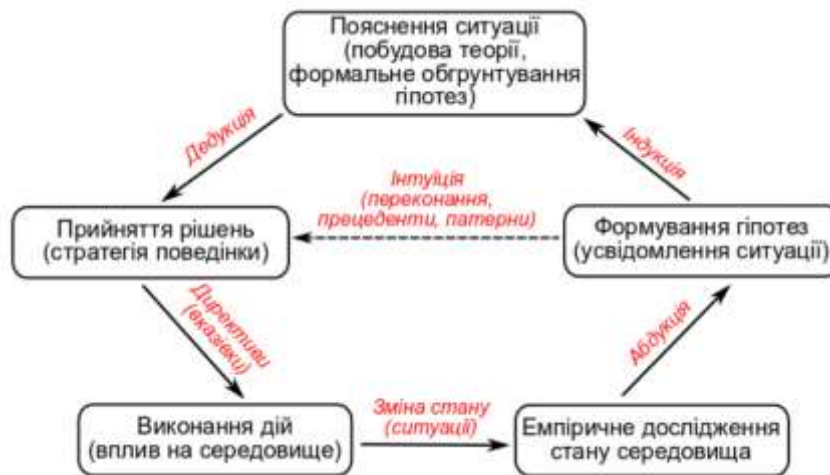 Пояснення ситуації
(побудова теорії,
формальне обгрунтування
гіпотез)
Дедукція
Індукція
Інтуїція
(переконання,
прецеденти, патерни)
Прийняття рішень
(стратегія поведінки)
Формування гіпотез
(усвідомлення ситуації)
Директиви
(вказівки)
Абдукція
Виконання дій
(вплив на середовище)
Зміна стану
(ситуації)
Емпіричне дослідження
стану середовища